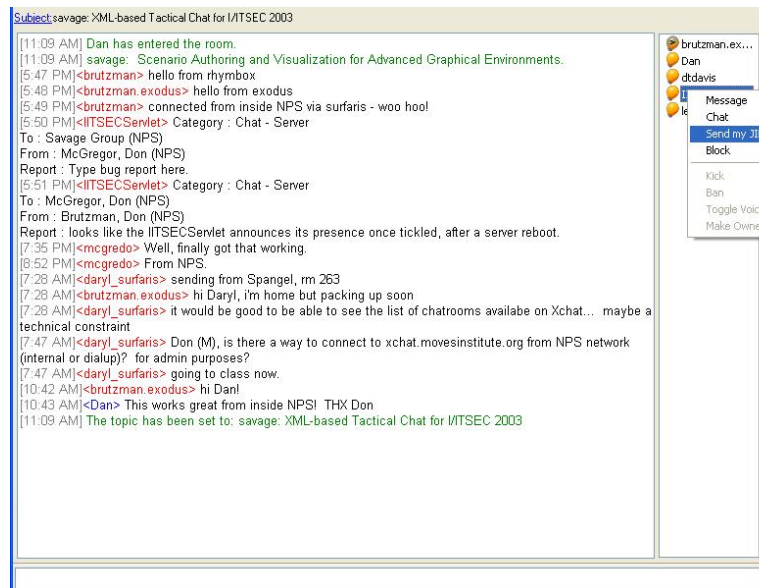 Subject:savage: XML-based Tactical Chat for I/ITSEC 2003
[11:09 AM] Dan has entered the room.
[11:09 AM] savage: Scenario Authoring and Visualization for Advanced Graphical Environments.
[5:47 PM]<brutzman> hello from rhymbox
[5:48 PM]<brutzman.exodus> hello from exodus
[5:49 PM]<brutzman> connected from inside NPS via surfaris - woo hoo!
[5:50 PM]<IITSECServlet> Category : Chat - Server
To : Savage Group (NPS)
From : McGregor, Don (NPS)
Report : Type bug report here.
[5:51 PM]<IITSECServlet> Category : Chat - Server
To : McGregor, Don (NPS)
From : Brutzman, Don (NPS)
Report : looks like the IITSECServlet announces its presence once tickled, after a server reboot.
[7:35 PM]<mcgredo> Well, finally got that working.
[8:52 PM]<mcgredo> From NPS.
[7:28 AM]<daryl_surfaris> sending from Spangel, rm 263
[7:28 AM]<brutzman.exodus> hi Daryl, i'm home but packing up soon
[7:28 AM]<daryl_surfaris> it would be good to be able to see the list of chatrooms availabe on Xchat... maybe a
technical constraint
[7:47 AM]<daryl_surfaris> Don (M), is there a way to connect to xchat.movesinstitute.org from NPS network
(internal or dialup)? for admin purposes?
[7:47 AM]<daryl_surfaris> going to class now.
[10:42 AM]<brutzman.exodus> hi Dan!
[10:43 AM]<Dan> This works great from inside NPS! THX Don
[11:09 AM] The topic has been set to: savage: XML-based Tactical Chat for I/ITSEC 2003
brutzman.ex...
Dan
dtdavis
Message
Chat
Send my JI
Block
Kick
Ban
Toggle Voic
Make Owne